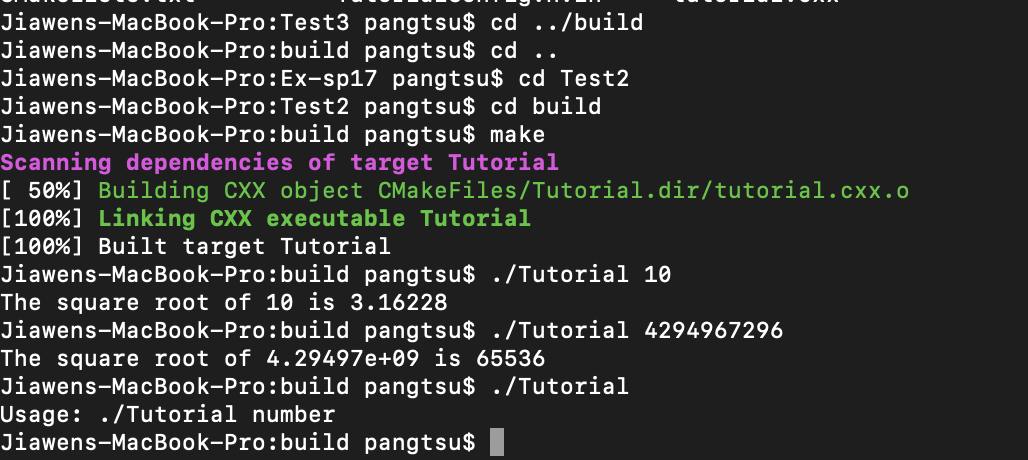 Jiawens-MacBook-Pro:Test3 pangtsu$ cd ../build
Jiawens-MacBook-Pro:build pangtsu$ cd ..
Jiawens-MacBook-Pro:Ex-sp17 pangtsu$ cd Test2
Jiawens-MacBook-Pro:Test2 pangtsu$ cd build
Jiawens-MacBook-Pro:build pangtsu$ make
Scanning dependencies of target Tutorial
[ 50%] Building CXX object CMakeFiles/Tutorial.dir/tutorial.cxx.o
[100%] Linking CXX executable Tutorial
[100%] Built target Tutorial
Jiawens-MacBook-Pro:build pangtsu$ ./Tutorial 10
The square root of 10 is 3.16228
Jiawens-MacBook-Pro:build pangtsu$ ./Tutorial 4294967296
The square root of 4.29497e+09 is 65536
Jiawens-MacBook-Pro:build pangtsu$ ./Tutorial
Usage: ./Tutorial number
Jiawens-MacBook-Pro:build pangtsu$